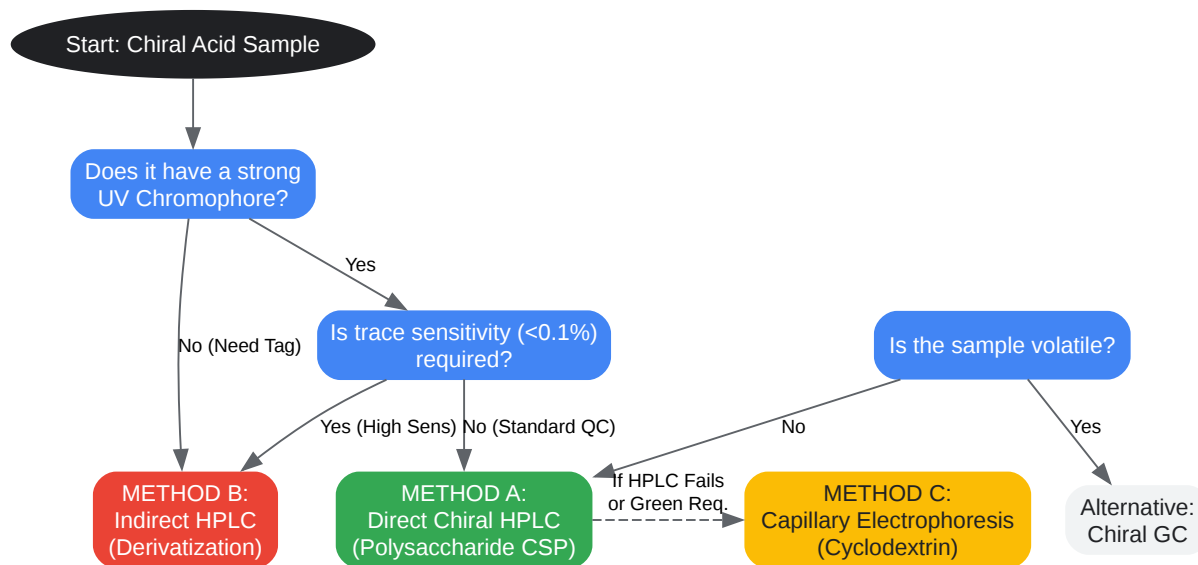 Start: Chiral Acid Sample
Does it have a strong
UV Chromophore?
Yes
No (Need Tag)
Is trace sensitivity (<0.1%)
required?
Is the sample volatile?
Yes (High Sens)
No (Standard QC)
No
Yes
If HPLC Fails
or Green Req.
METHOD B:
Indirect HPLC
(Derivatization)
METHOD A:
Direct Chiral HPLC
(Polysaccharide CSP)
METHOD C:
Capillary Electrophoresis
(Cyclodextrin)
Alternative:
Chiral GC